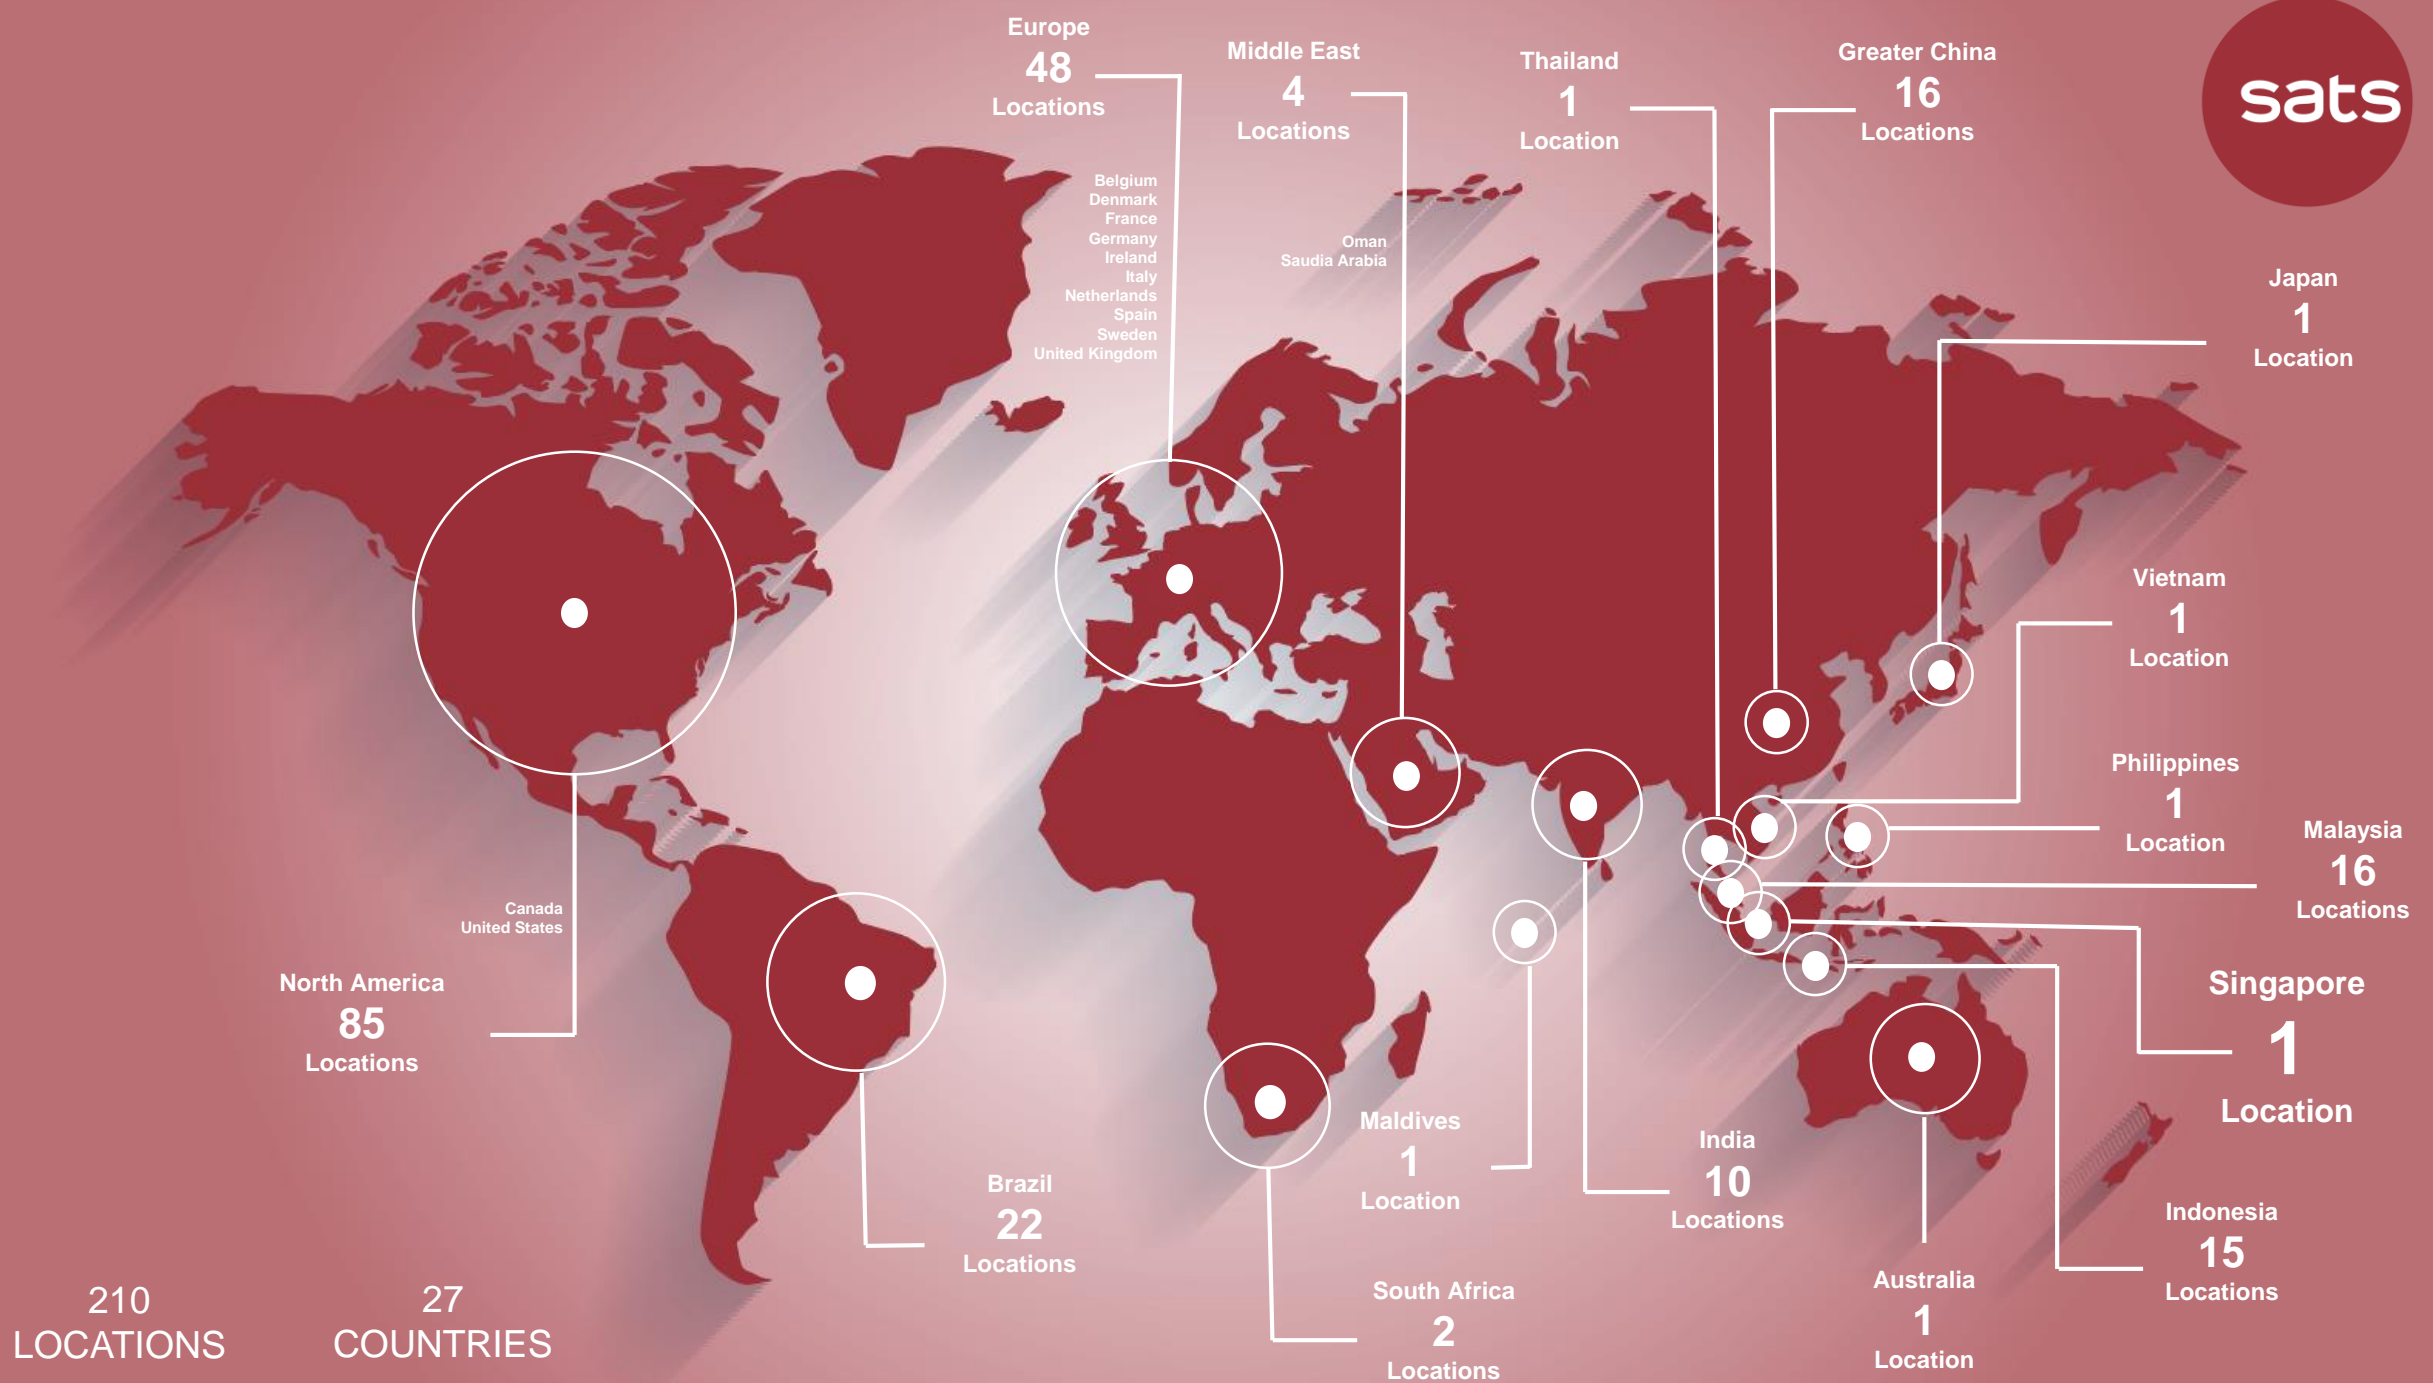 Europe
48
Locations
Belgium
Denmark
France
Germany
Ireland
Italy
Netherlands
Spain
Sweden
United Kingdom
Middle East
4
Locations
Oman
Saudia Arabia
Thailand
1
Location
Greater China
16
Locations
sats
Japan
1
Location
Vietnam
1
Location
Philippines
1
Location
Malaysia
16
Locations
Singapore
1
Location
Indonesia
15
Locations
Australia
1
Location
India
10
Locations
Maldives
1
Location
South Africa
2
Locations
Brazil
22
Locations
Canada
United States
North America
85
Locations
210
LOCATIONS
27
COUNTRIES